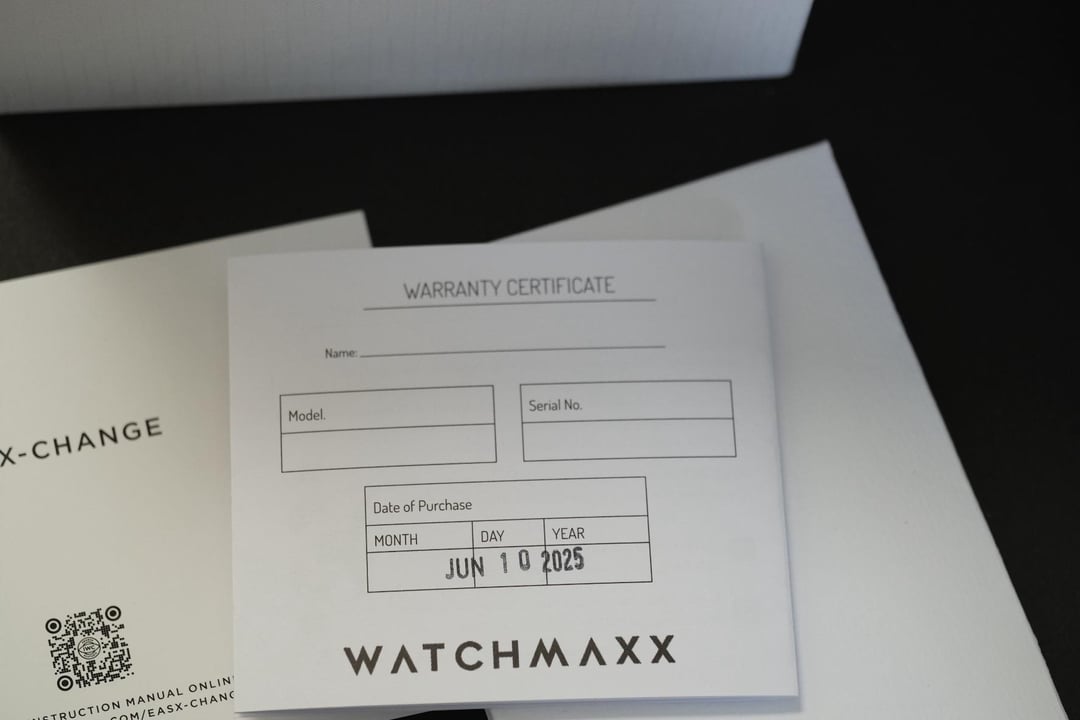 WARRANTY CERTIFICATE
Name:
Model.
Serial No.
Date of Purchase
MONTH DAY YEAR
JUN 10 2025
WATCHMAXX
X-CHANGE
IWC
INSTRUCTION MANUAL ONLINE
.COM/EASX-CHANG